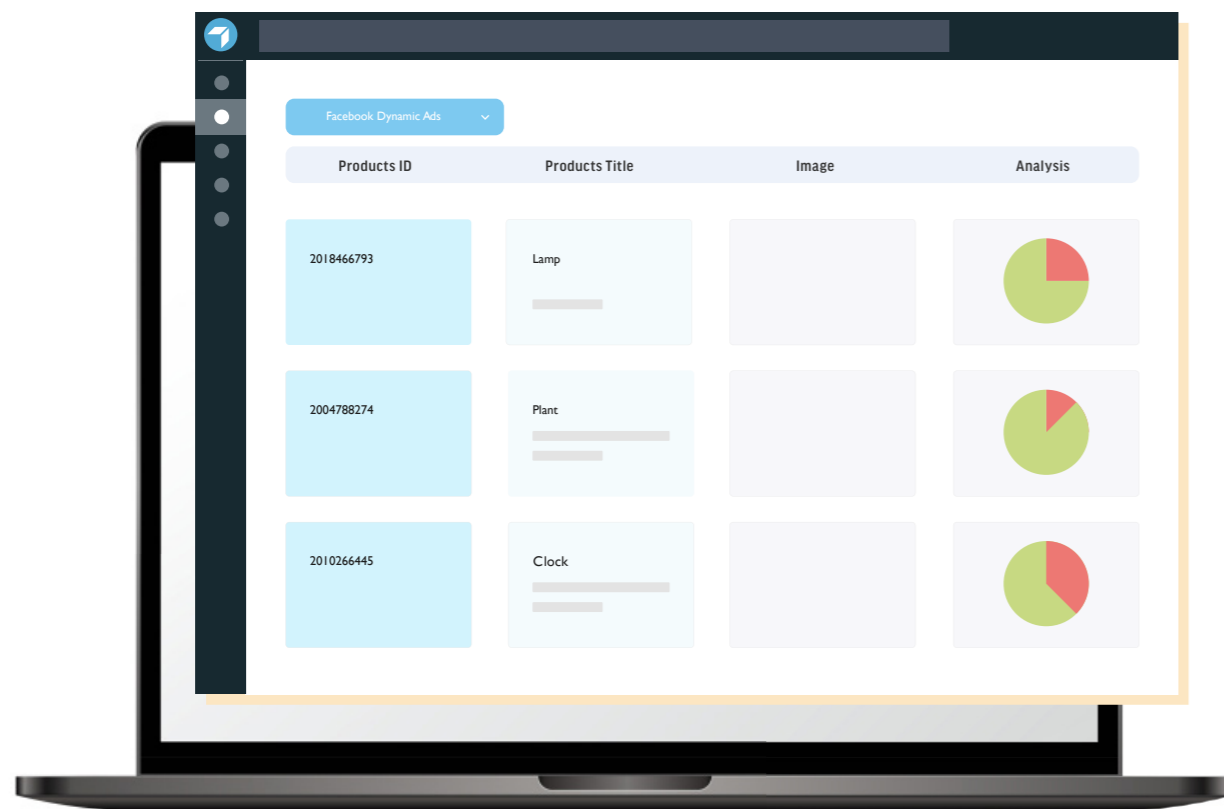 Facebook Dynamic Ads
Products ID Products Title Image Analysis
2018466793 Lamp
2004788274 Plant
2010266445 Clock